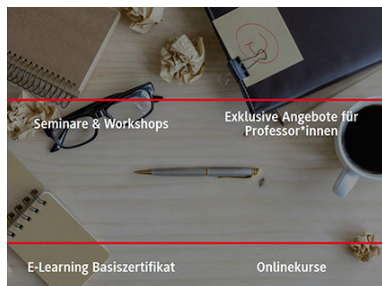 Seminare & Workshops
Exklusive Angebote für
Professor*innen
E-Learning Basiszertifikat
Onlinekurse